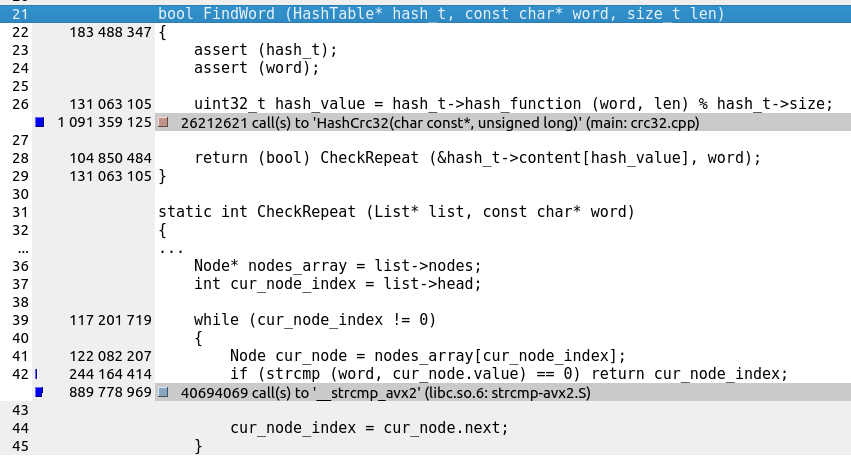 21 bool FindWord (HashTable* hash_t, const char* word, size_t len)
22 183 488 347 {
23 assert (hash_t);
24 assert (word);
25
26 131 063 105 uint32_t hash_value = hash_t->hash_function (word, len) % hash_t->size;
1 091 359 125 26212621 call(s) to 'HashCrc32(char const*, unsigned long)' (main: crc32.cpp)
27
28 104 850 484 return (bool) CheckRepeat (&hash_t->content[hash_value], word);
29 131 063 105 }
30
31 static int CheckRepeat (List* list, const char* word)
32 {
... ...
36 Node* nodes_array = list->nodes;
37 int cur_node_index = list->head;
38
39 117 201 719 while (cur_node_index != 0)
40 {
41 122 082 207 Node cur_node = nodes_array[cur_node_index];
42 244 164 414 if (strcmp (word, cur_node.value) == 0) return cur_node_index;
889 778 969 40694069 call(s) to '__strcmp_avx2' (libc.so.6: strcmp-avx2.S)
43
44 cur_node_index = cur_node.next;
45 }